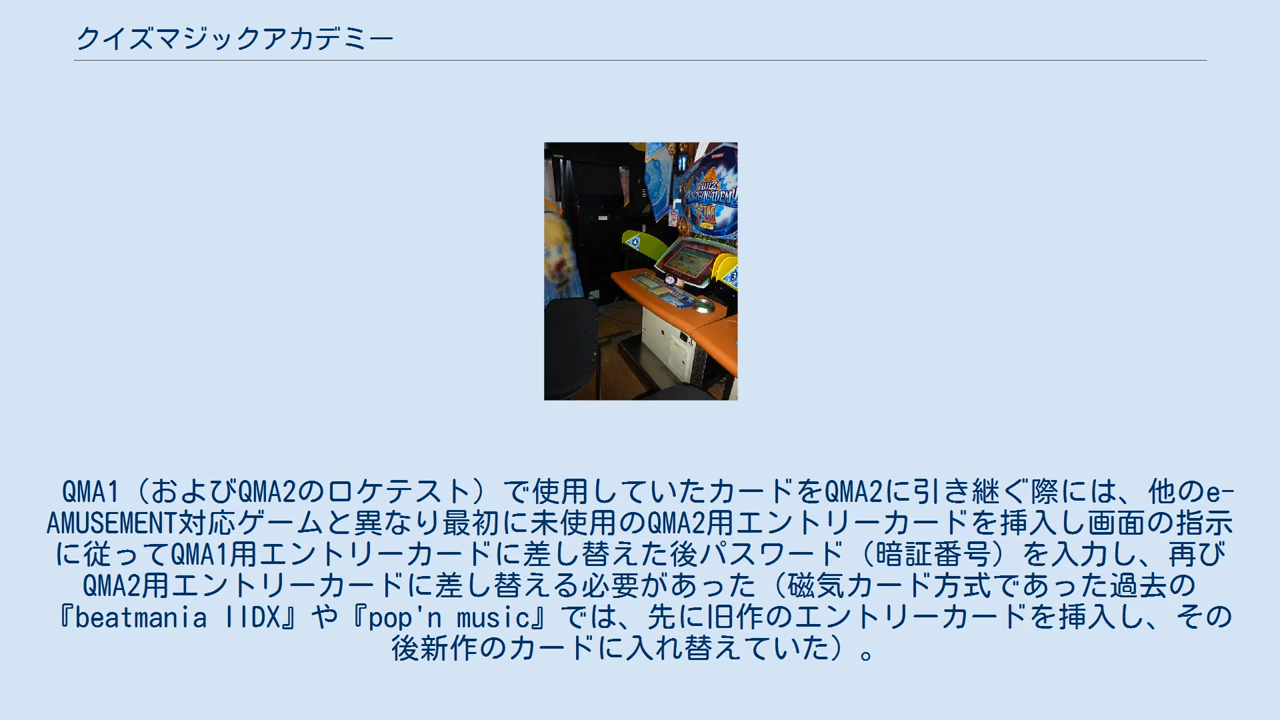 クイズマジックアカデミー
QMA1（およびQMA2のロケテスト）で使用していたカードをQMA2に引き継ぐ際には、他のe-
AMUSEMENT対応ゲームと異なり最初に未使用のQMA2用エントリーカードを挿入し画面の指示
に従ってQMA1用エントリーカードに差し替えた後パスワード（暗証番号）を入力し、再び
QMA2用エントリーカードに差し替える必要があった（磁気カード方式であった過去の
『beatmania IIDX』や『pop'n music』では、先に旧作のエントリーカードを挿入し、その
後新作のカードに入れ替えていた）。